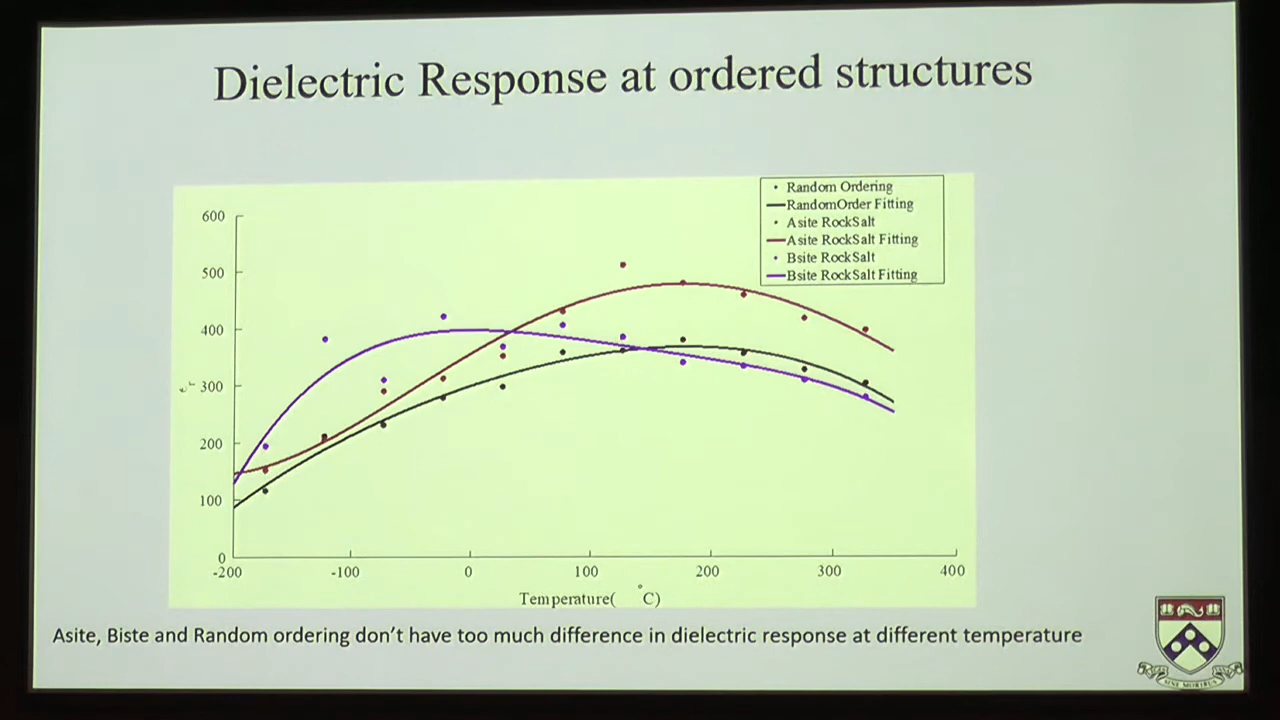 Dielectric Response at ordered structures
Random Ordering
RandomOrder Fitting
Asite RockSalt
Asite RockSalt Fitting
Bsite RockSalt
Bsite RockSalt Fitting
600
500
400
ϵr 300
200
100
0
-200 -100 0 100 200 300 400
Temperature( °C)
Asite, Biste and Random ordering don't have too much difference in dielectric response at different temperature